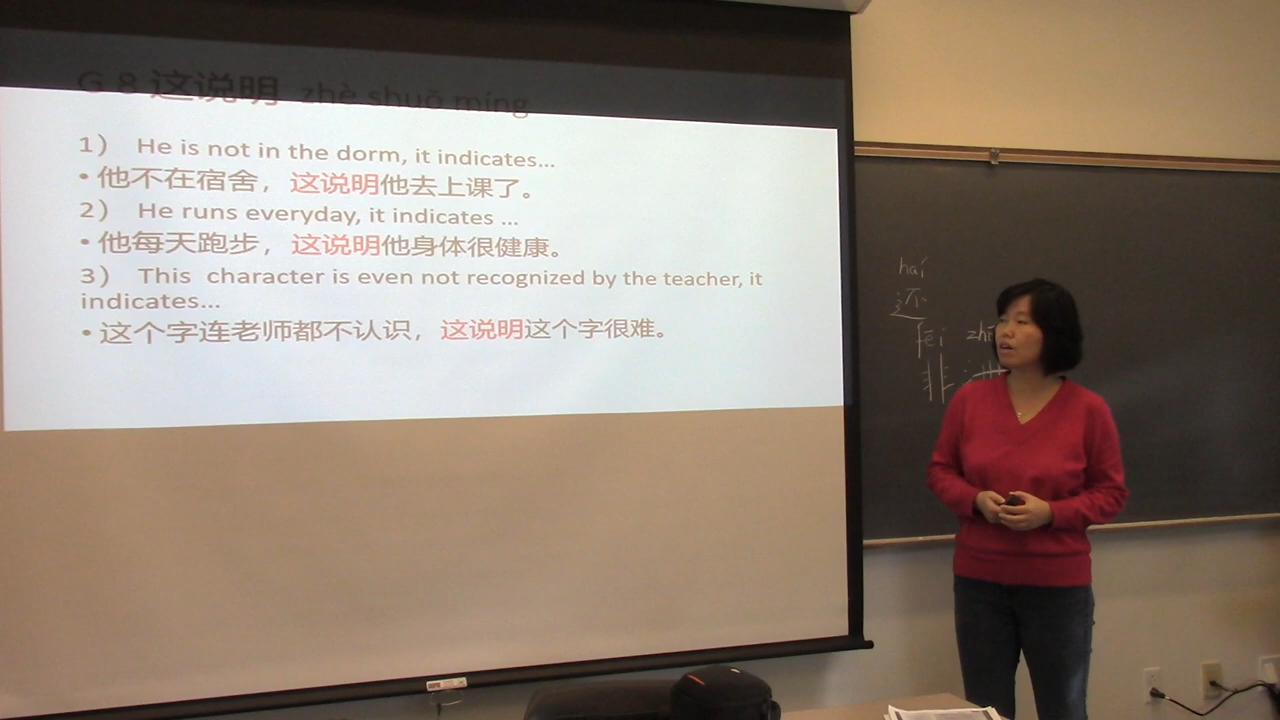 G 8 这说明 zhè shuō míng
1） He is not in the dorm, it indicates...
• 他不在宿舍，这说明他去上课了。
2） He runs everyday, it indicates ...
• 他每天跑步，这说明他身体很健康。
3） This character is even not recognized by the teacher, it
indicates...
• 这个字连老师都不认识，这说明这个字很难。
haí
还
fēi
非